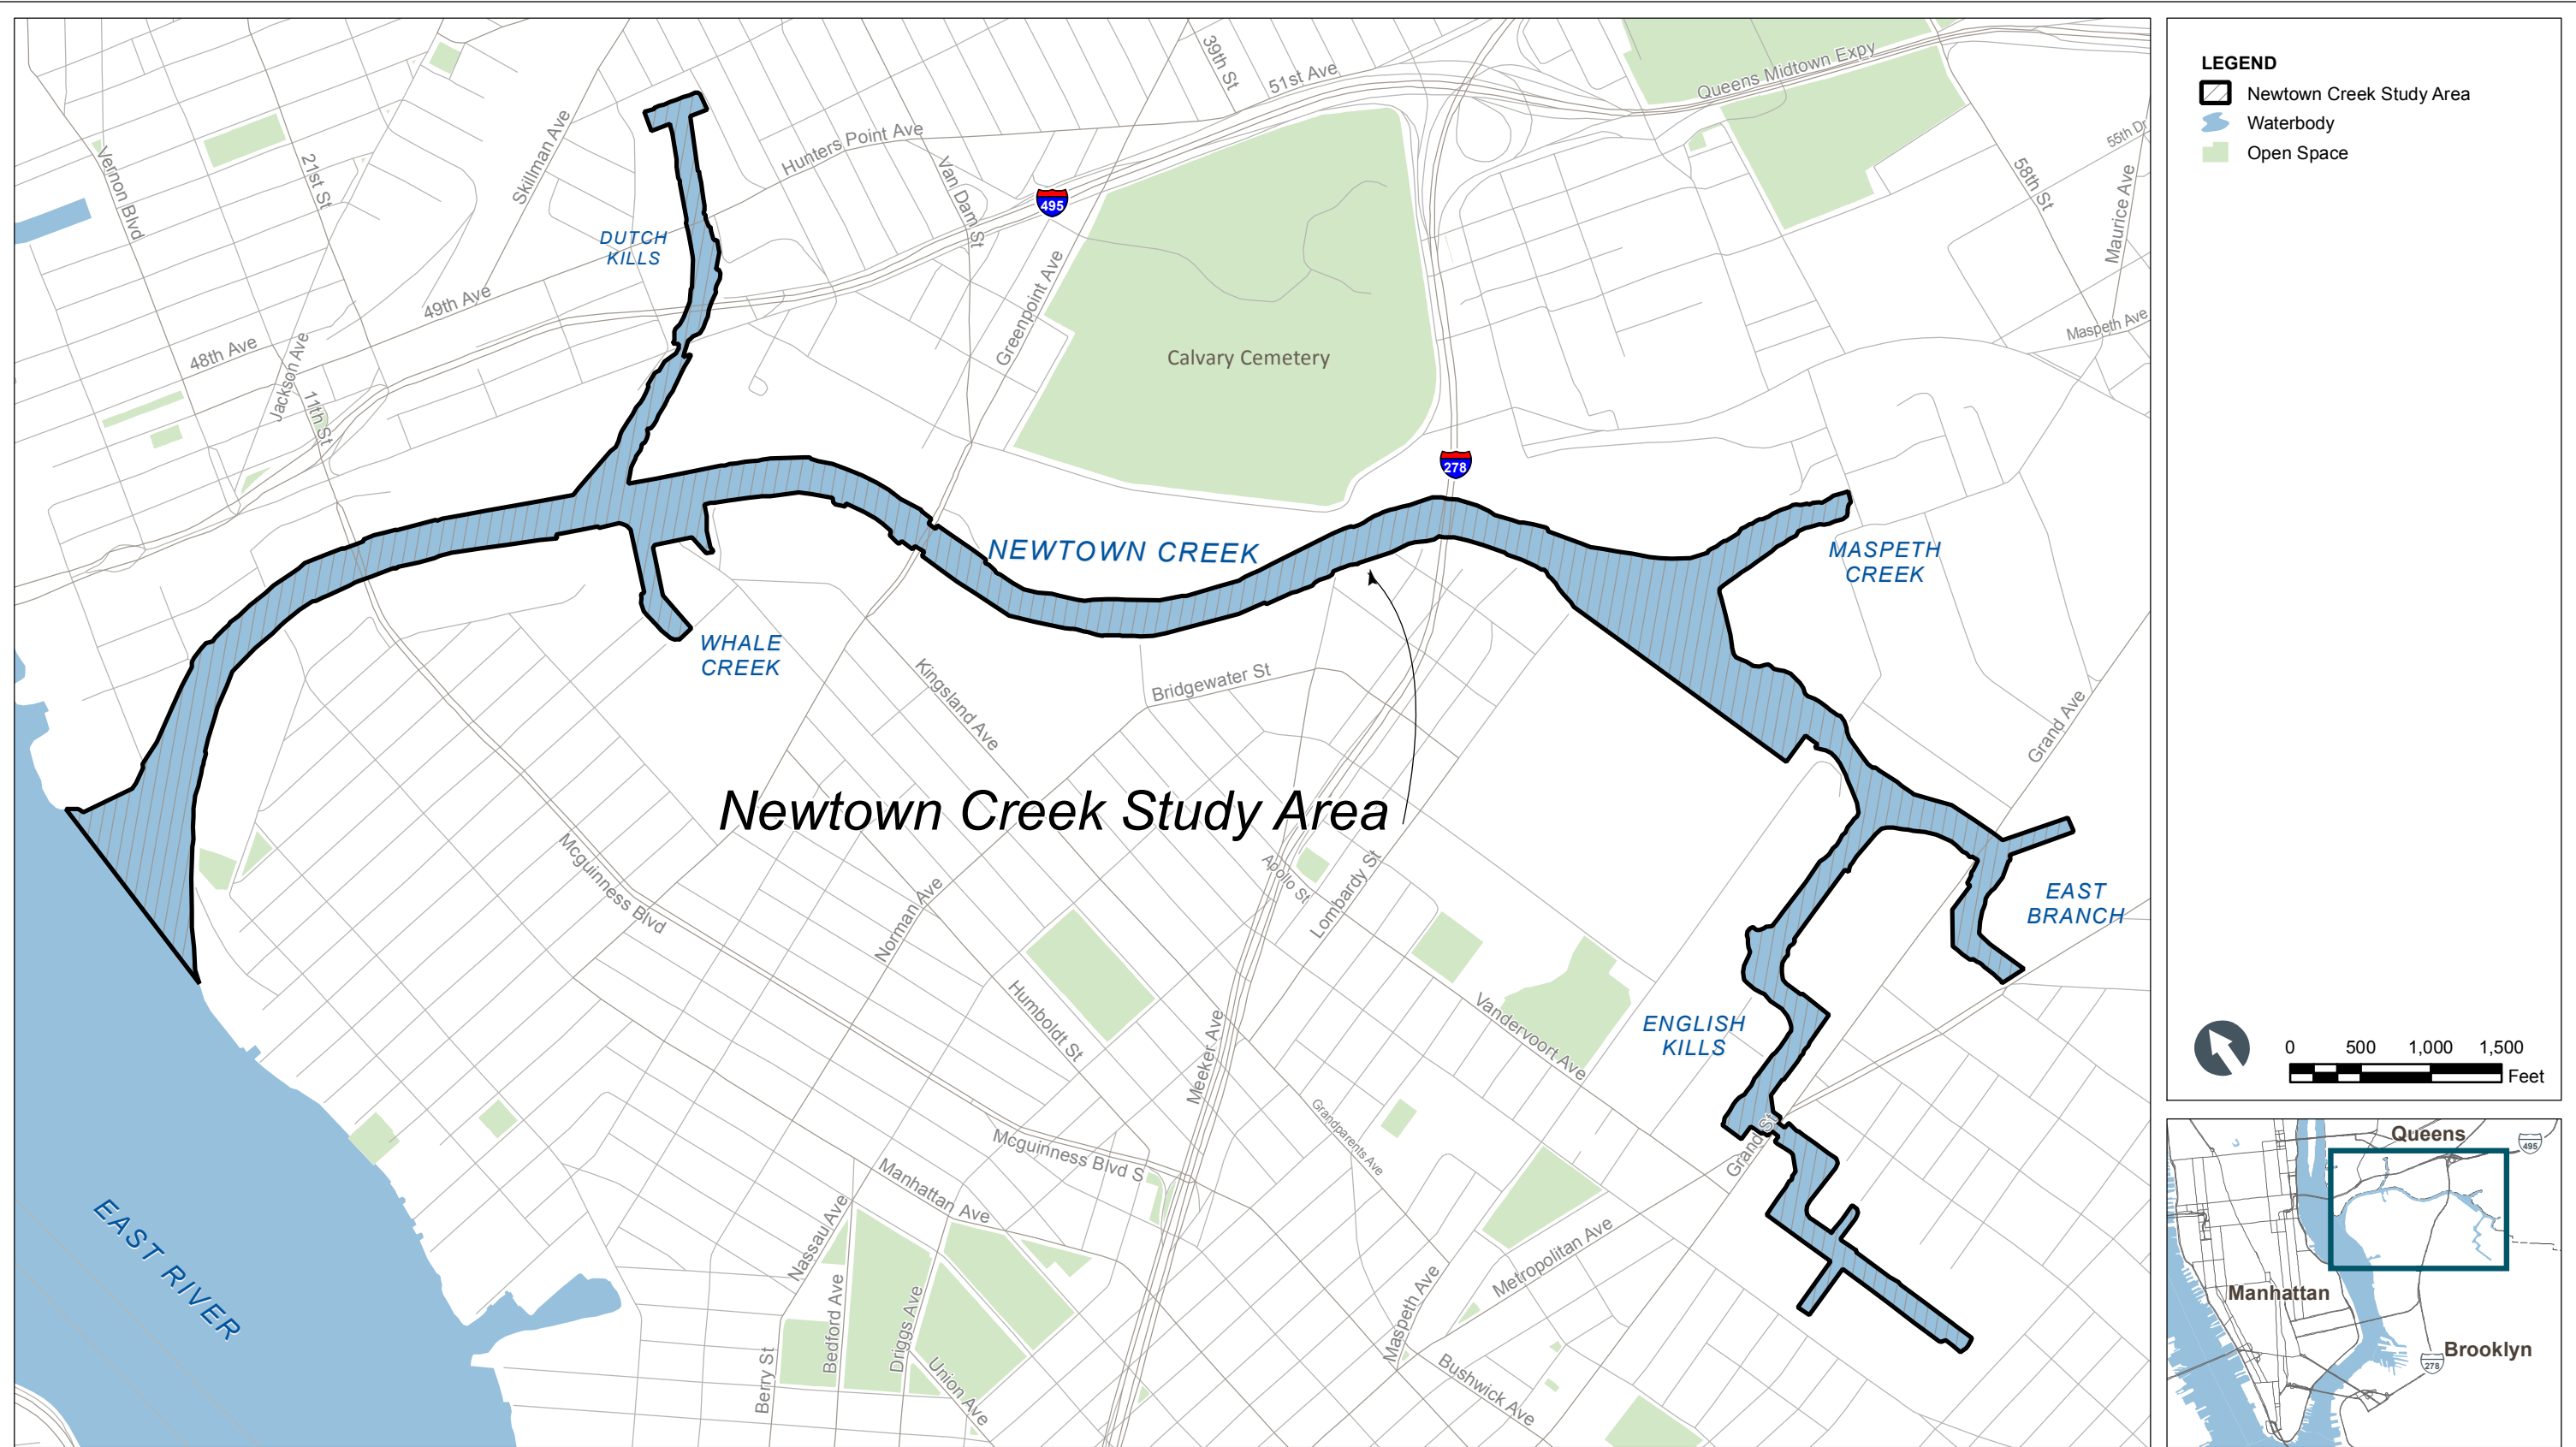 39th St
51st Ave
Queens Midtown Expy
Skillman Ave
Hunters Point Ave
Vernon Blvd
21st St
Van Dam St
495
58th St
55th Dr
Maurice Ave
DUTCH
KILLS
49th Ave
Greenpoint Ave
48th Ave
Jackson Ave
11th St
Calvary Cemetery
Maspeth Ave
278
NEWTOWN CREEK
MASPETH
CREEK
WHALE
CREEK
Kingsland Ave
Bridgewater St
Grand Ave
Newtown Creek Study Area
Mcguinness Blvd
Norman Ave
Apollo St
Lombardy St
EAST
BRANCH
Humboldt St
Vandervoort Ave
ENGLISH
KILLS
Meeker Ave
Grandparents Ave
Grand St
Mcguinness Blvd S
Manhattan Ave
Nassau Ave
EAST RIVER
Bedford Ave
Driggs Ave
Berry St
Union Ave
Metropolitan Ave
Maspeth Ave
Bushwick Ave
LEGEND
Newtown Creek Study Area
Waterbody
Open Space
0 500 1,000 1,500
Feet
Queens
495
Manhattan
Brooklyn
278